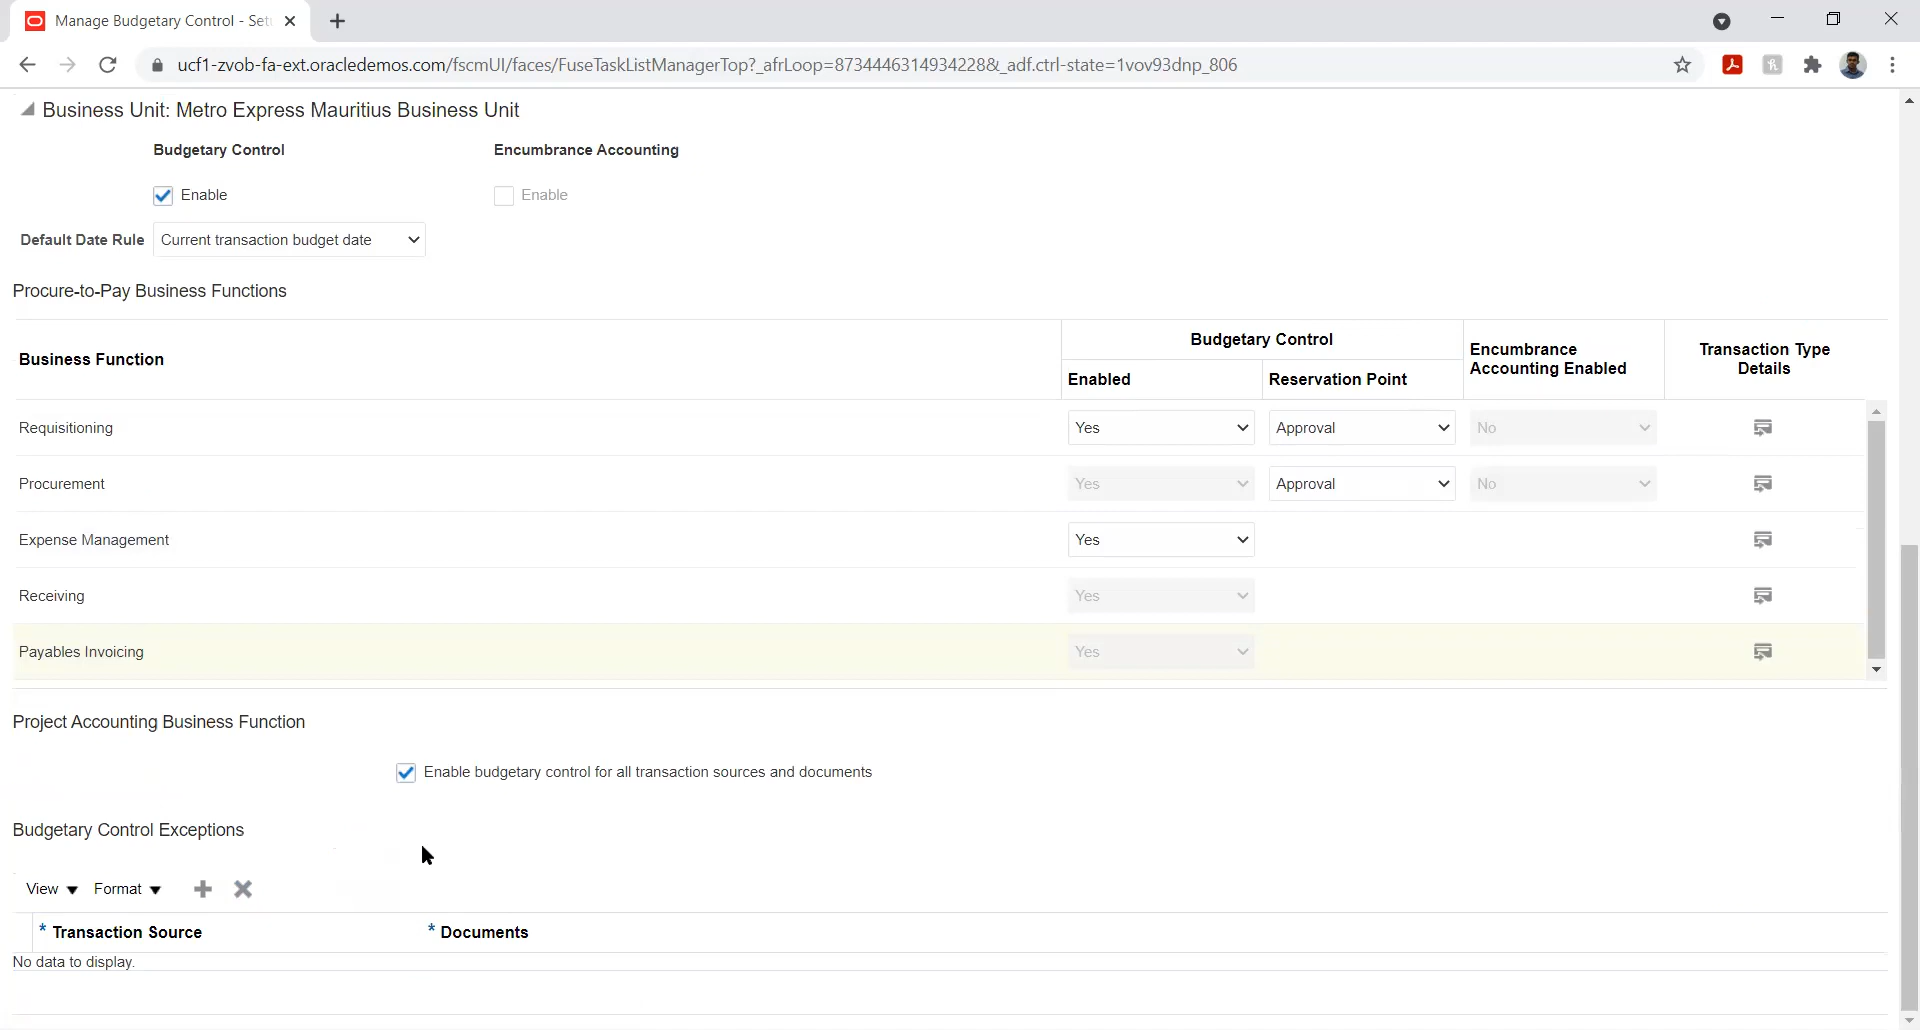 Manage Budgetary Control - Set
ucf1-zvob-fa-ext.oracledemos.com/fscmUI/faces/FuseTaskListManagerTop?_afrLoop=8734446314934228&_adf.ctrl-state=1vov93dnp_806
Business Unit: Metro Express Mauritius Business Unit
Budgetary Control Encumbrance Accounting
Enable Enable
Default Date Rule Current transaction budget date
Procure-to-Pay Business Functions
Business Function Budgetary Control Encumbrance Accounting Enabled Transaction Type Details
Enabled Reservation Point
Requisitioning Yes Approval No
Procurement Yes Approval No
Expense Management Yes
Receiving Yes
Payables Invoicing Yes
Project Accounting Business Function
Enable budgetary control for all transaction sources and documents
Budgetary Control Exceptions
View Format
* Transaction Source * Documents
No data to display.